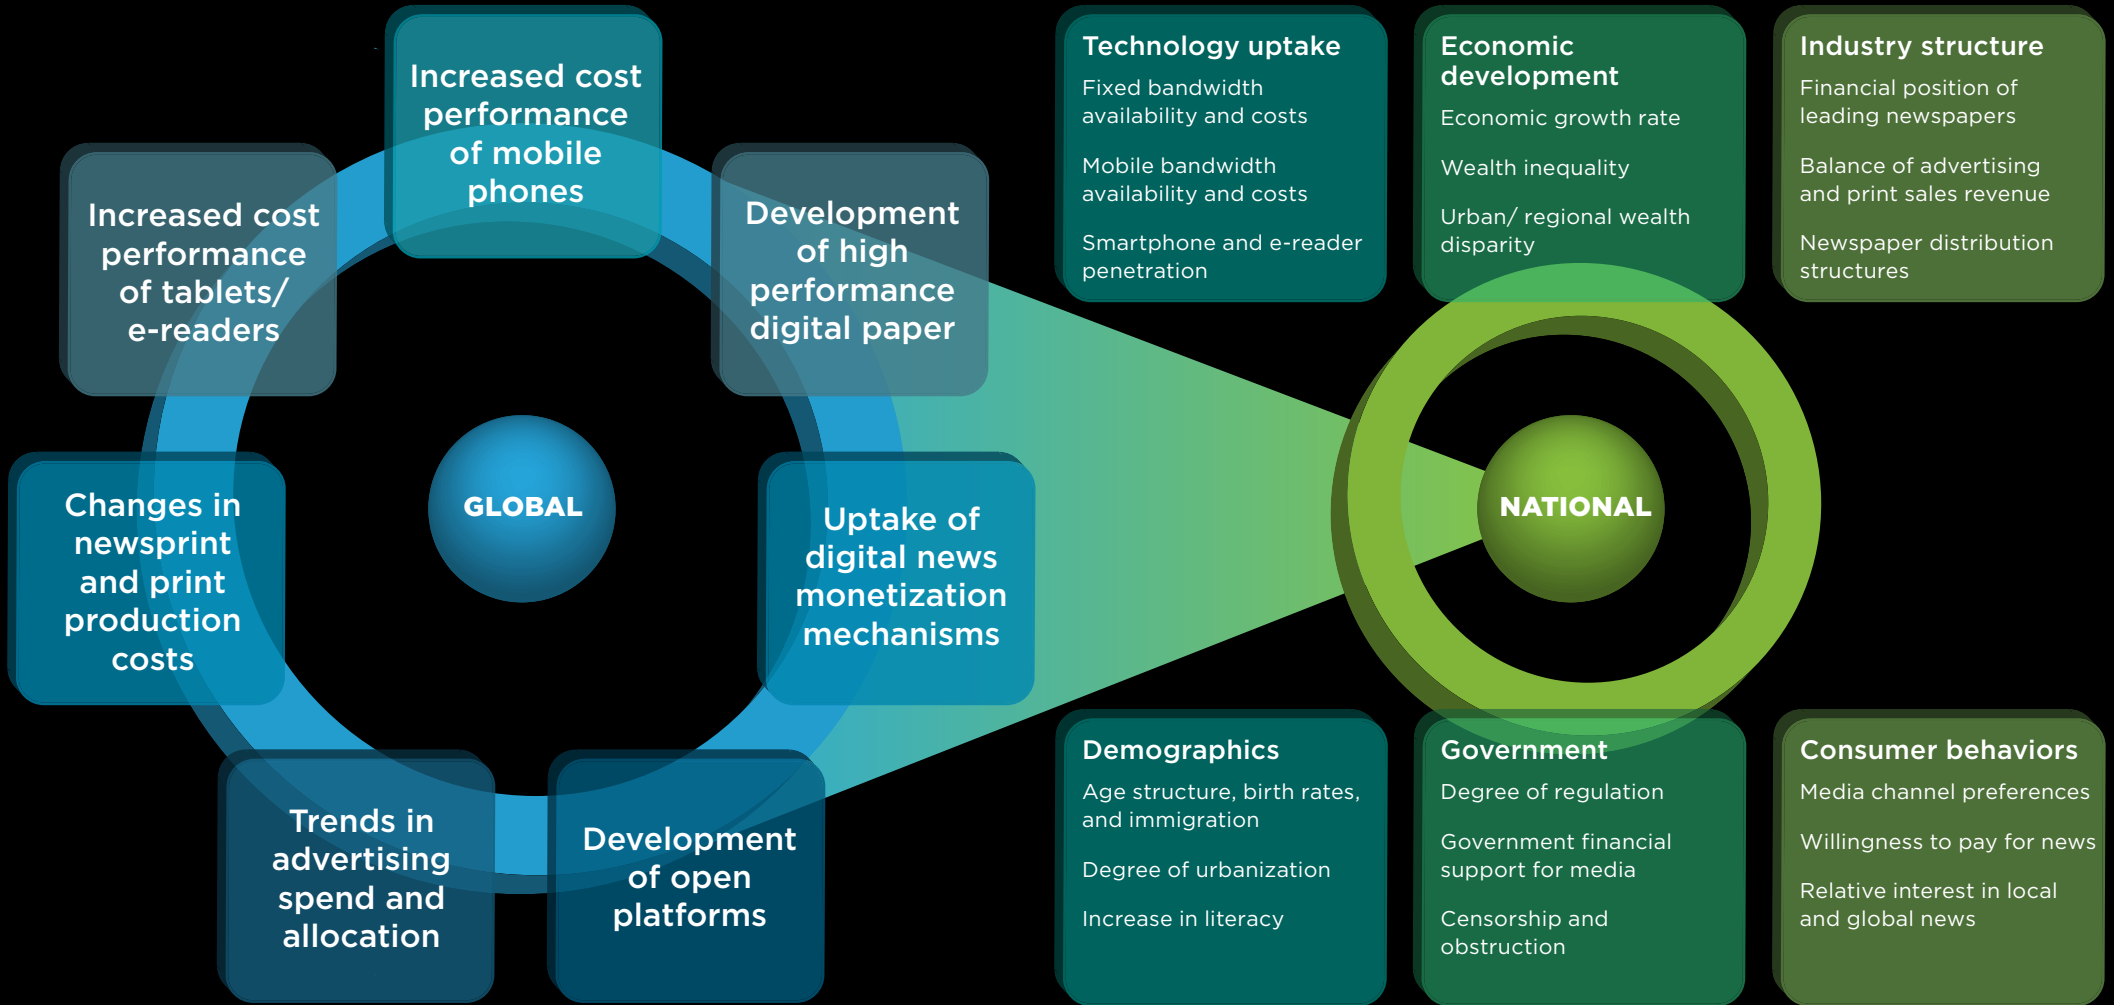 Increased cost
performance
of mobile
phones
Increased cost
performance
of tablets/
e-readers
Development
of high
performance
digital paper
GLOBAL
Changes in
newsprint
and print
production
costs
Uptake of
digital news
monetization
mechanisms
Trends in
advertising
spend and
allocation
Development
of open
platforms
Technology uptake
Fixed bandwidth
availability and costs
Mobile bandwidth
availability and costs
Smartphone and e-reader
penetration
Economic
development
Economic growth rate
Wealth inequality
Urban/ regional wealth
disparity
Industry structure
Financial position of
leading newspapers
Balance of advertising
and print sales revenue
Newspaper distribution
structures
NATIONAL
Demographics
Age structure, birth rates,
and immigration
Degree of urbanization
Increase in literacy
Government
Degree of regulation
Government financial
support for media
Censorship and
obstruction
Consumer behaviors
Media channel preferences
Willingness to pay for news
Relative interest in local
and global news